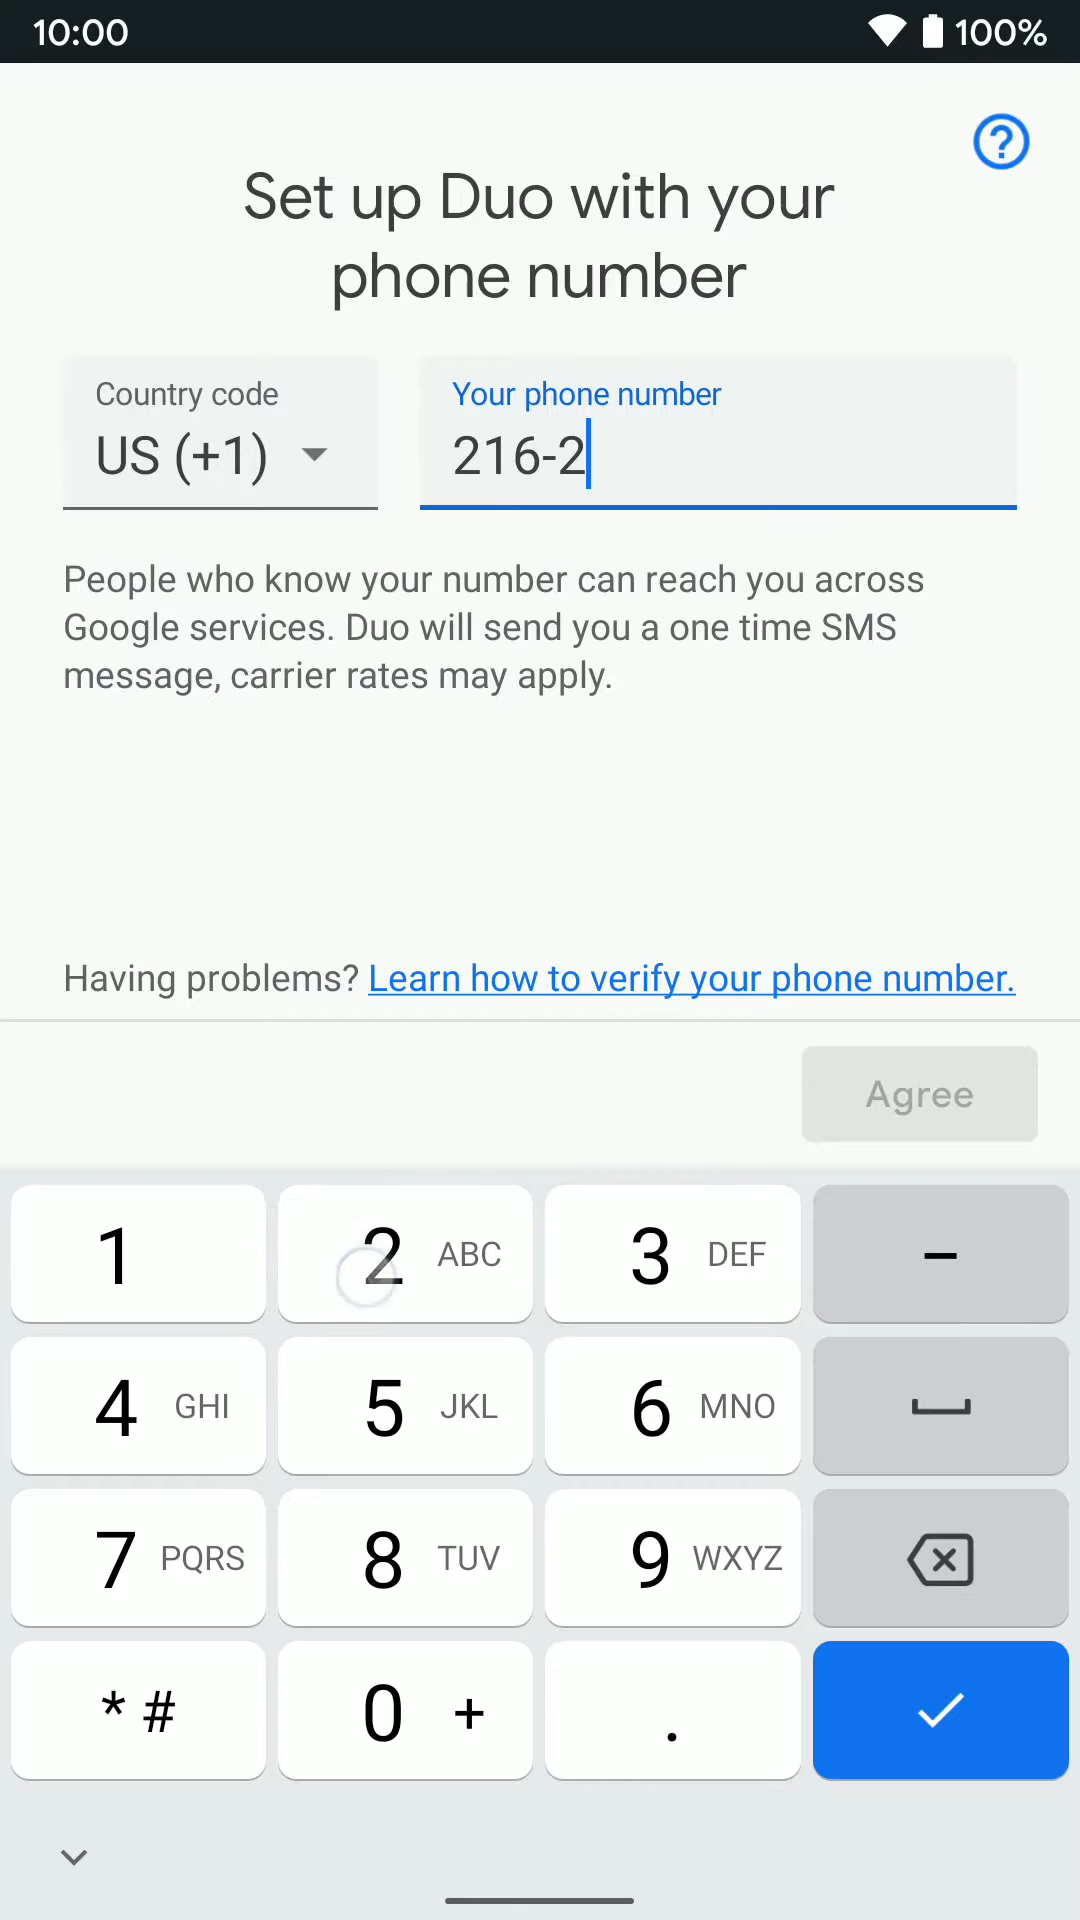 10:00
100%
Set up Duo with your
phone number
Country code
US (+1)
Your phone number
216-2
People who know your number can reach you across
Google services. Duo will send you a one time SMS
message, carrier rates may apply.
Having problems? Learn how to verify your phone number.
Agree
1
2 ABC
3 DEF
–
4 GHI
5 JKL
6 MNO
7 PQRS
8 TUV
9 WXYZ
* #
0 +
.